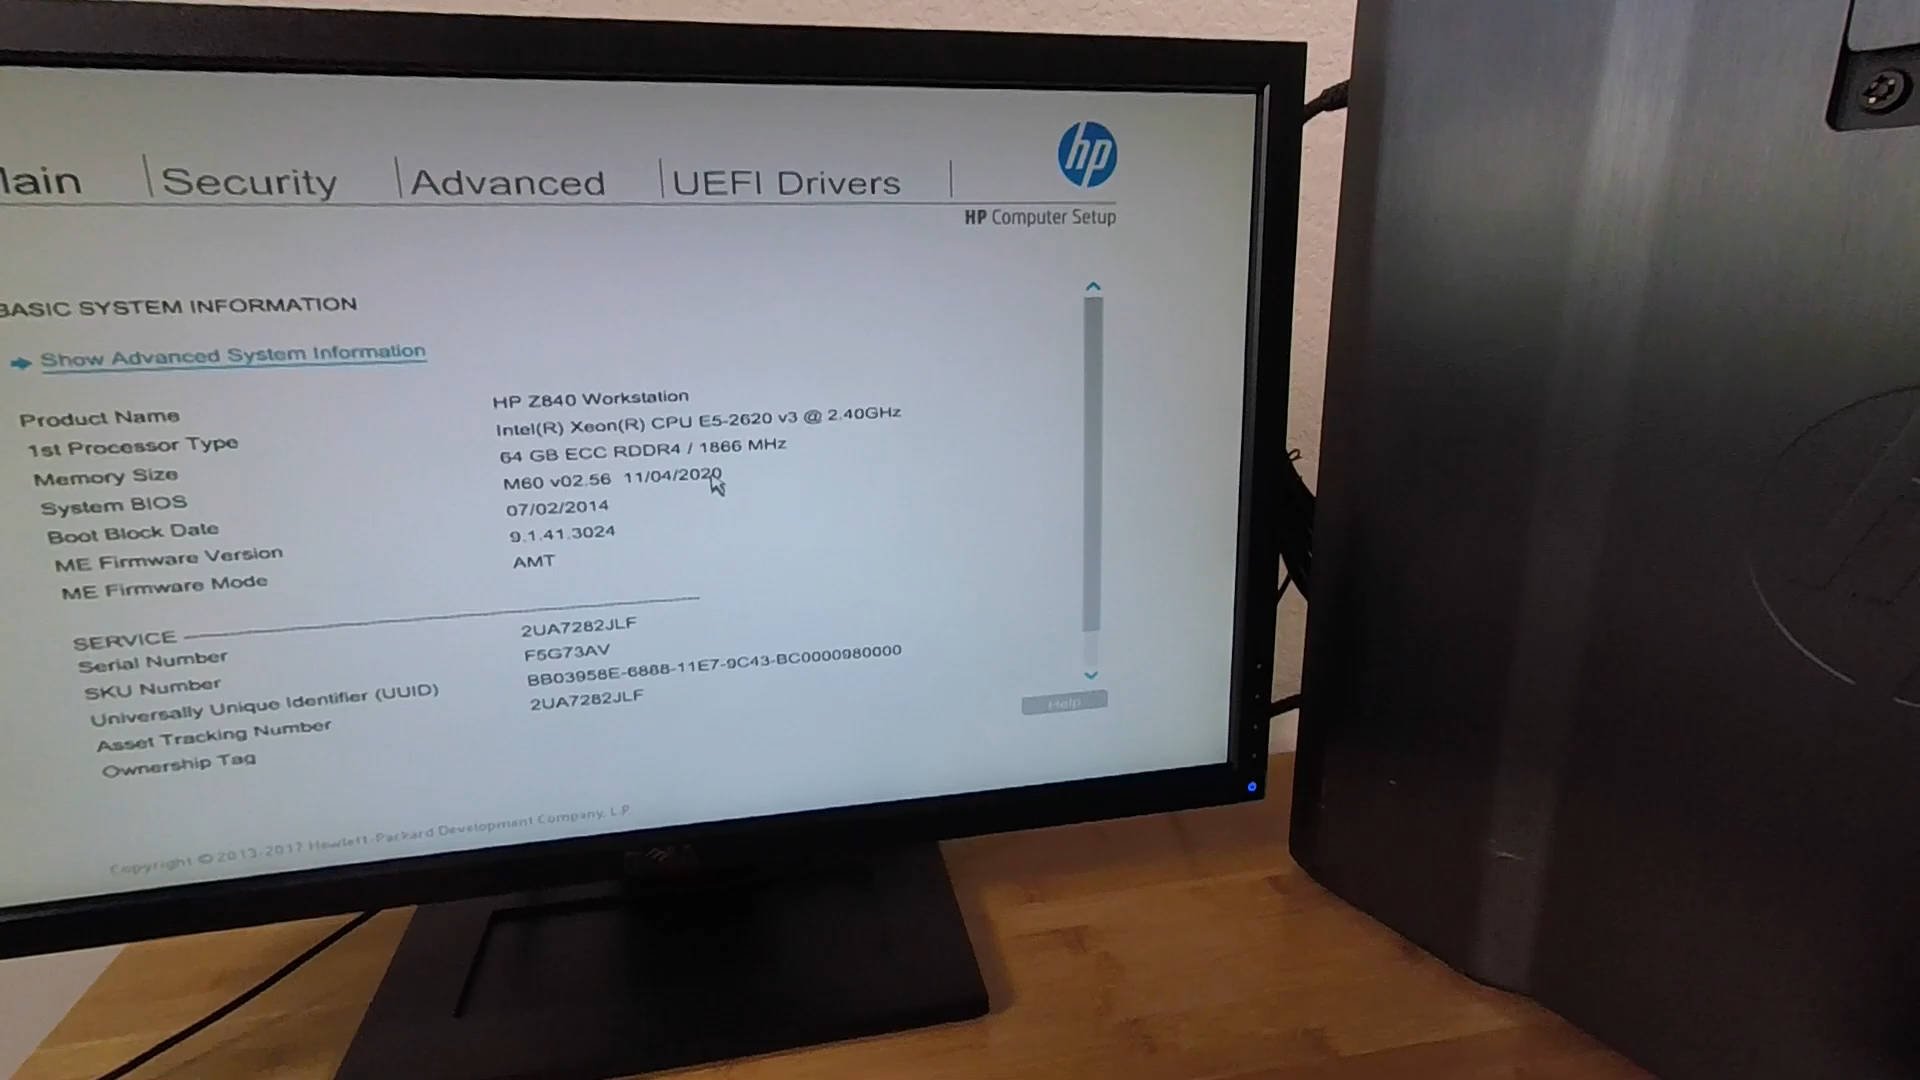 lain | Security | Advanced | UEFI Drivers |
hp
HP Computer Setup
BASIC SYSTEM INFORMATION
Show Advanced System Information
Product Name HP Z840 Workstation
1st Processor Type Intel(R) Xeon(R) CPU E5-2620 v3 @ 2.40GHz
Memory Size 64 GB ECC RDDR4 / 1866 MHz
System BIOS M60 v02.56 11/04/2020
Boot Block Date 07/02/2014
ME Firmware Version 9.1.41.3024
ME Firmware Mode AMT
SERVICE
Serial Number 2UA7282JLF
SKU Number F5G73AV
Universally Unique Identifier (UUID) BB03958E-6888-11E7-9C43-BC0000980000
Asset Tracking Number 2UA7282JLF
Ownership Tag
Help
Copyright © 2013-2017 Hewlett-Packard Development Company, L.P.